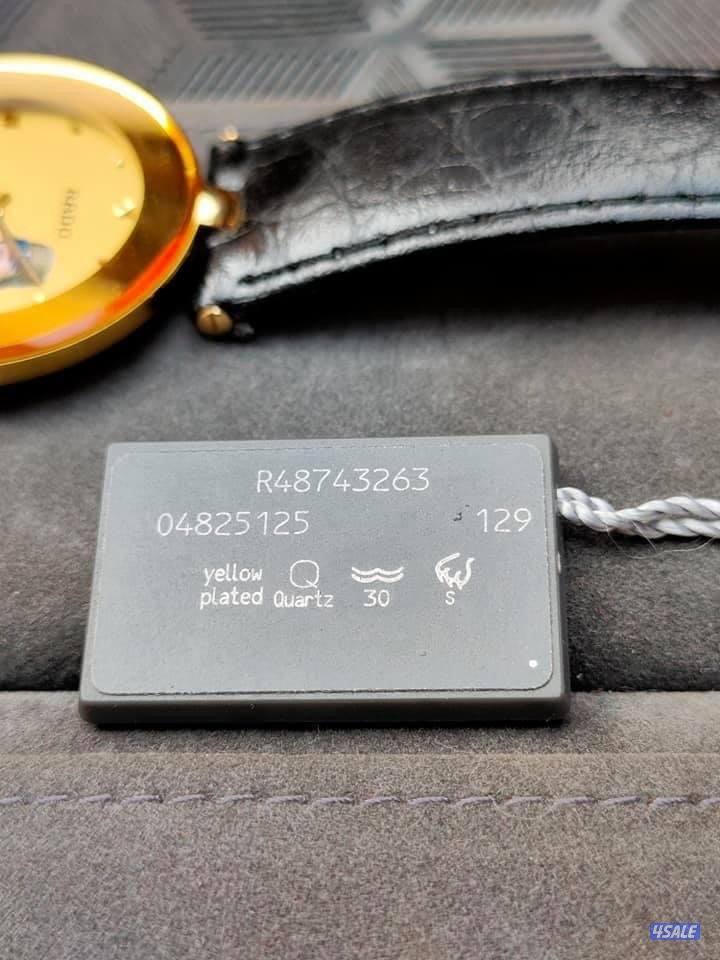 RADO
R48743263
04825125 129
yellow plated
Q Quartz
30
S
4SALE